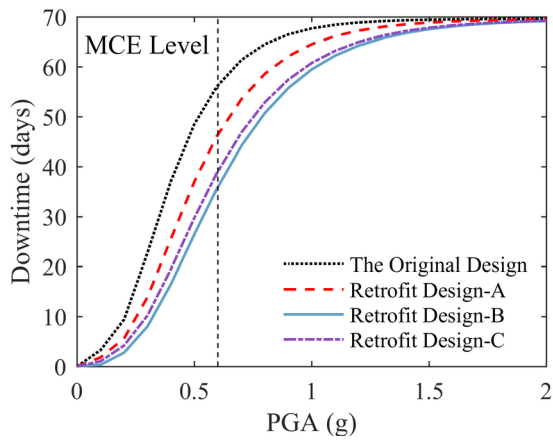 70
60
50
40
30
20
10
0
Downtime (days)
MCE Level
The Original Design
Retrofit Design-A
Retrofit Design-B
Retrofit Design-C
0 0.5 1 1.5 2
PGA (g)